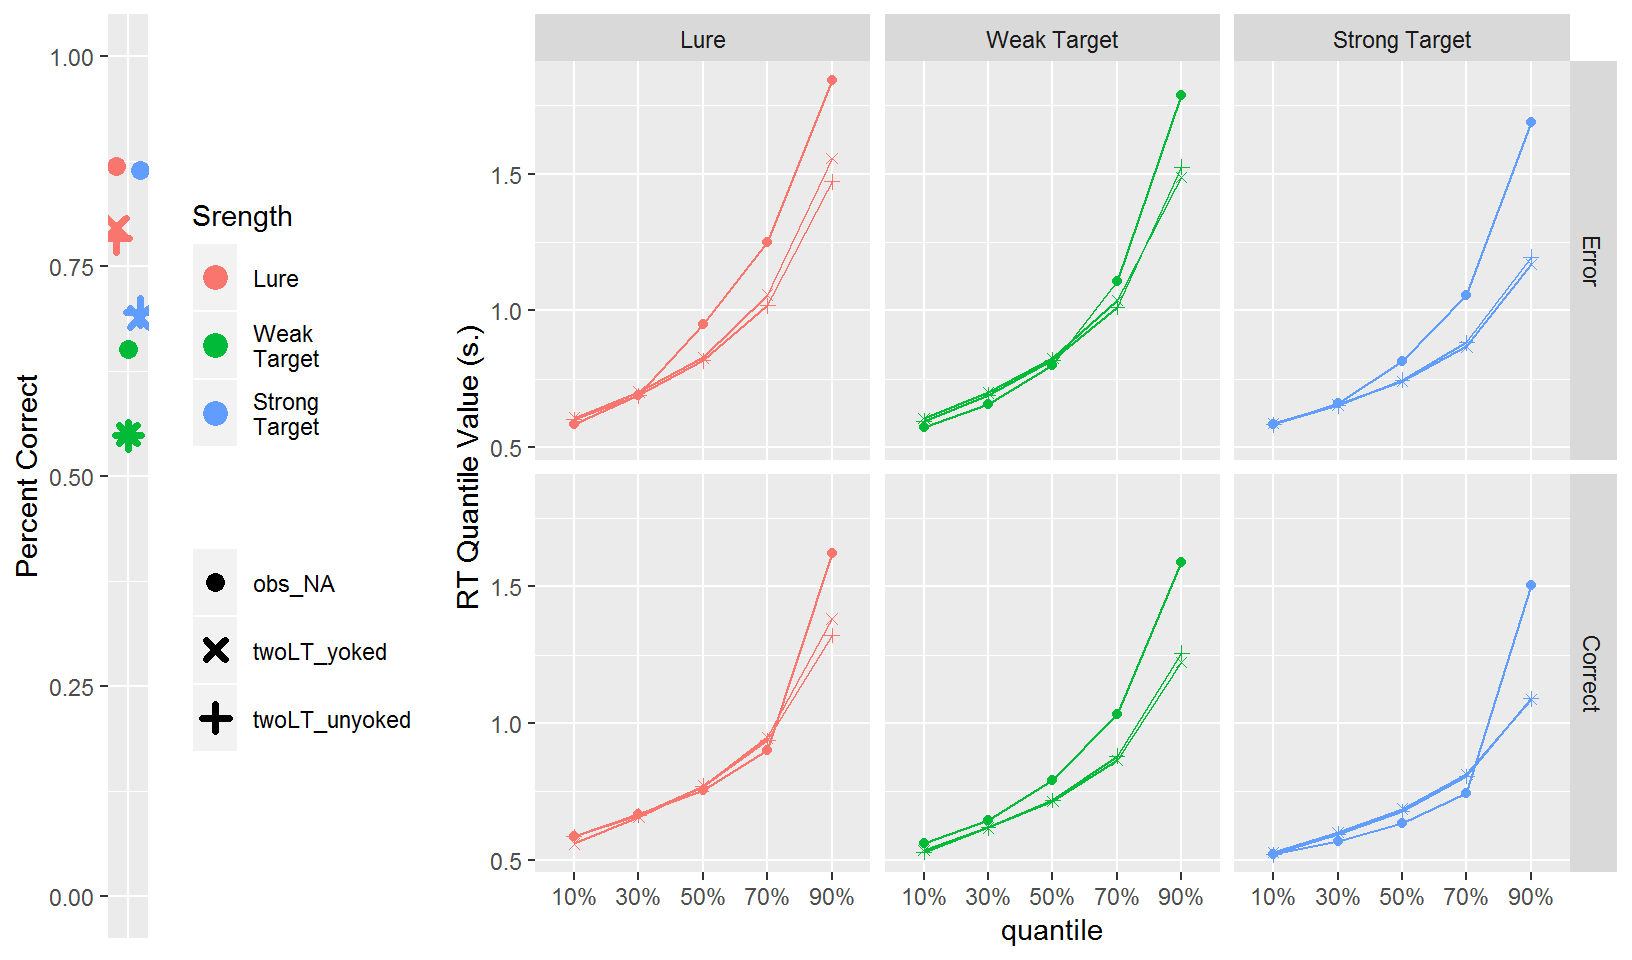 Percent Correct
1.00
0.75
0.50
0.25
0.00
Srength
Lure
Weak
Target
Strong
Target
obs_NA
twoLT_yoked
twoLT_unyoked
RT Quantile Value (s.)
Lure
Weak Target
Strong Target
1.5
1.0
0.5
Error
1.5
1.0
0.5
Correct
10% 30% 50% 70% 90%
10% 30% 50% 70% 90%
10% 30% 50% 70% 90%
quantile